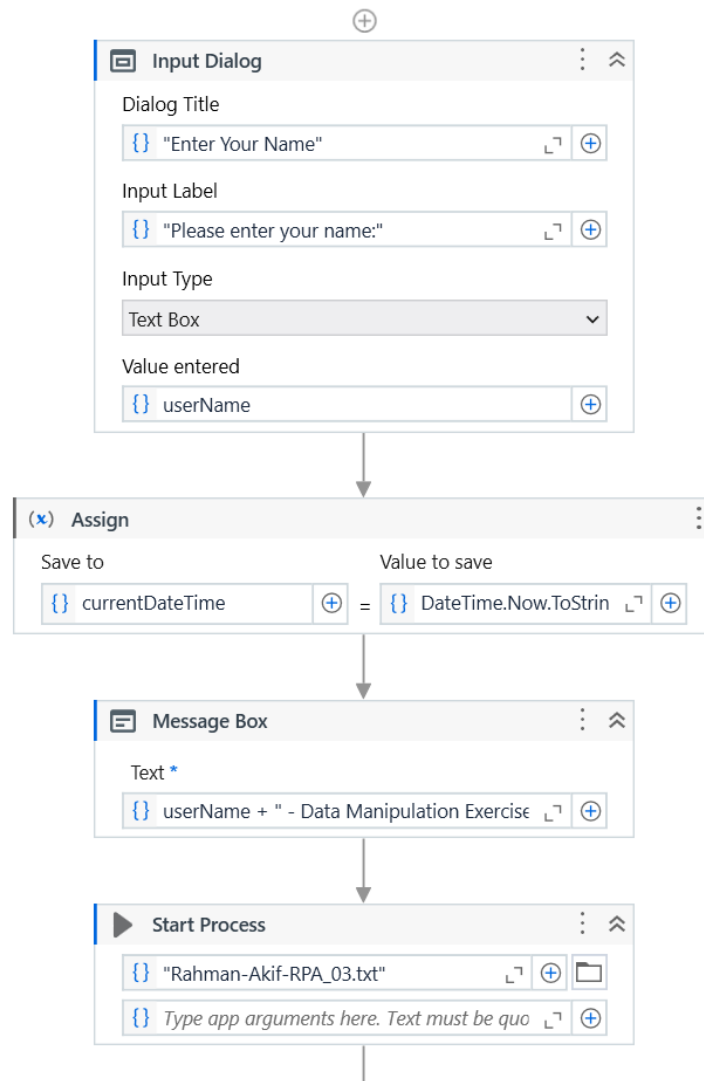 Input Dialog
Dialog Title
{} "Enter Your Name"
Input Label
{} "Please enter your name:"
Input Type
Text Box
Value entered
{} userName
(x) Assign
Save to Value to save
{} currentDateTime = {} DateTime.Now.ToStrin
Message Box
Text *
{} userName + " - Data Manipulation Exercise
Start Process
{} "Rahman-Akif-RPA_03.txt"
{} Type app arguments here. Text must be quo